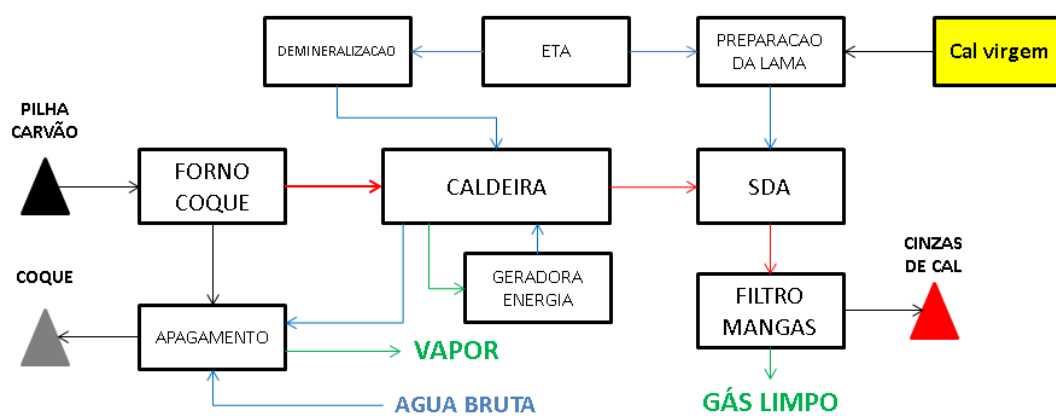 DEMINERALIZACAO
ETA
PREPARACAO
DA LAMA
Cal virgem
PILHA
CARVÃO
FORNO
COQUE
CALDEIRA
SDA
COQUE
GERADORA
ENERGIA
CINZAS
DE CAL
FILTRO
MANGAS
APAGAMENTO
VAPOR
AGUA BRUTA
GÁS LIMPO